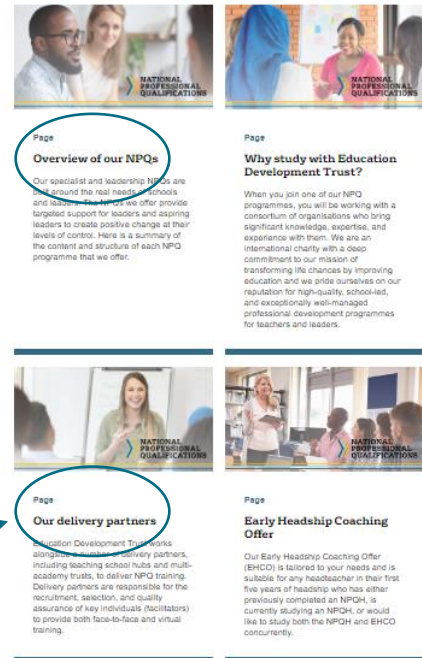 NATIONAL
PROFESSIONAL
QUALIFICATIONS
Page
Overview of our NPQs
Our specialist and leadership NPQs are
built around the real needs of schools
and leaders. The NPQs we offer provide
targeted support for leaders and aspiring
leaders to create positive change at their
levels of control. Here is a summary of
the content and structure of each NPQ
programme that we offer.
NATIONAL
PROFESSIONAL
QUALIFICATIONS
Page
Why study with Education
Development Trust?
When you join one of our NPQ
programmes, you will be working with a
consortium of organisations who bring
significant knowledge, expertise, and
experience with them. We are an
international charity with a deep
commitment to our mission of
transforming life chances by improving
education and we pride ourselves on our
reputation for high-quality, school-led,
and exceptionally well-managed
professional development programmes
for teachers and leaders.
NATIONAL
PROFESSIONAL
QUALIFICATIONS
Page
Our delivery partners
Education Development Trust works
alongside a number of delivery partners,
including teaching school hubs and multi-
academy trusts, to deliver NPQ training.
Delivery partners are responsible for the
recruitment, selection, and quality
assurance of key individuals (facilitators)
to provide both face-to-face and virtual
training.
NATIONAL
PROFESSIONAL
QUALIFICATIONS
Page
Early Headship Coaching
Offer
Our Early Headship Coaching Offer
(EHCO) is tailored to your needs and is
suitable for any headteacher in their first
five years of headship who has either
previously completed an NPQH, is
currently studying an NPQH, or would
like to study both the NPQH and EHCO
concurrently.